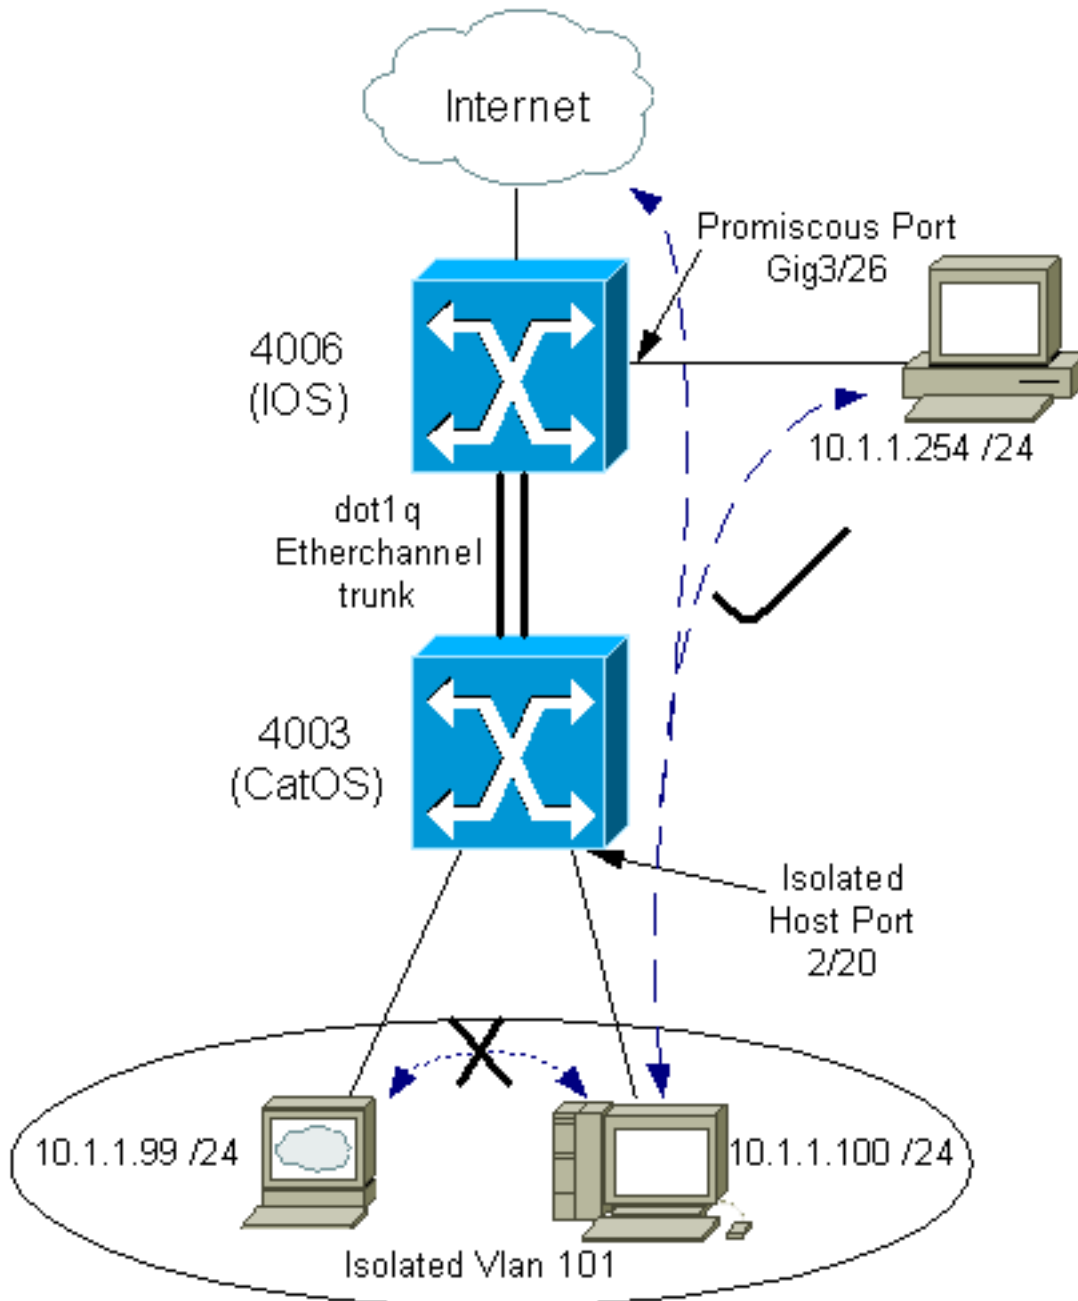 Internet
Promiscous Port
Gig3/26
4006
(IOS)
10.1.1.254 /24
dot1q
Etherchannel
trunk
4003
(CatOS)
Isolated
Host Port
2/20
10.1.1.99 /24
10.1.1.100 /24
Isolated Vlan 101